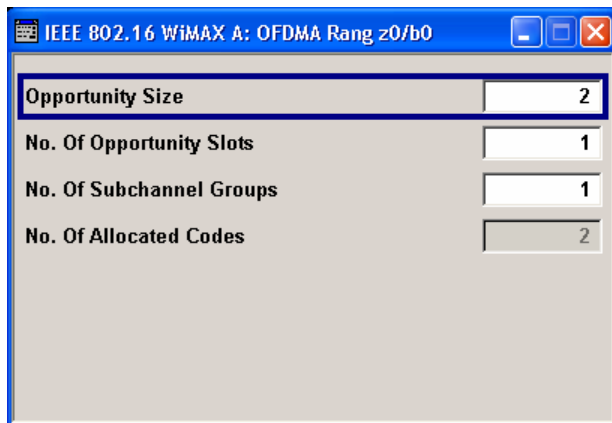 IEEE 802.16 WiMAX A: OFDMA Rang z0/b0
Opportunity Size 2
No. Of Opportunity Slots 1
No. Of Subchannel Groups 1
No. Of Allocated Codes 2